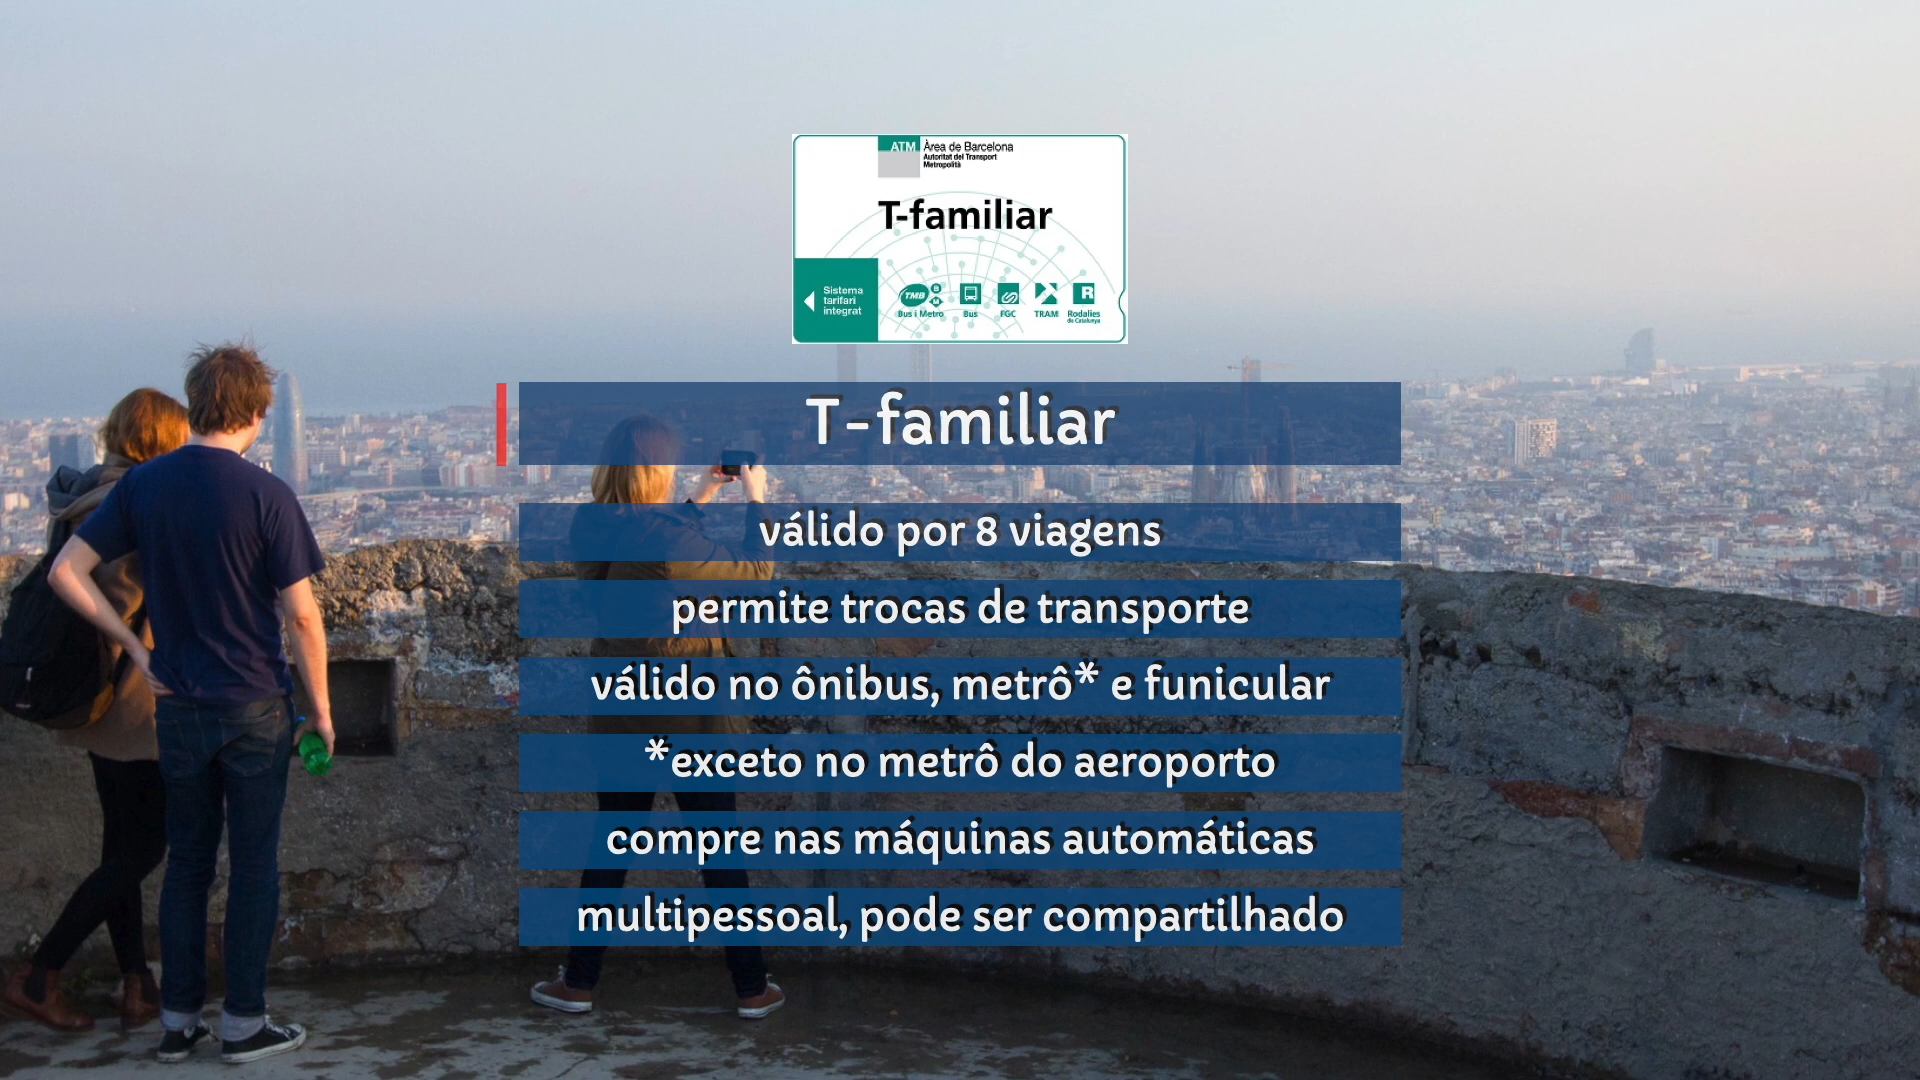 ATM Àrea de Barcelona
Autoritat del Transport
Metropolità
T-familiar
Sistema
tarifari
integrat
TMB B M
Bus i Metro
Bus
FGC
TRAM
R
Rodalies
de Catalunya
T-familiar
válido por 8 viagens
permite trocas de transporte
válido no ônibus, metrô* e funicular
*exceto no metrô do aeroporto
compre nas máquinas automáticas
multipessoal, pode ser compartilhado